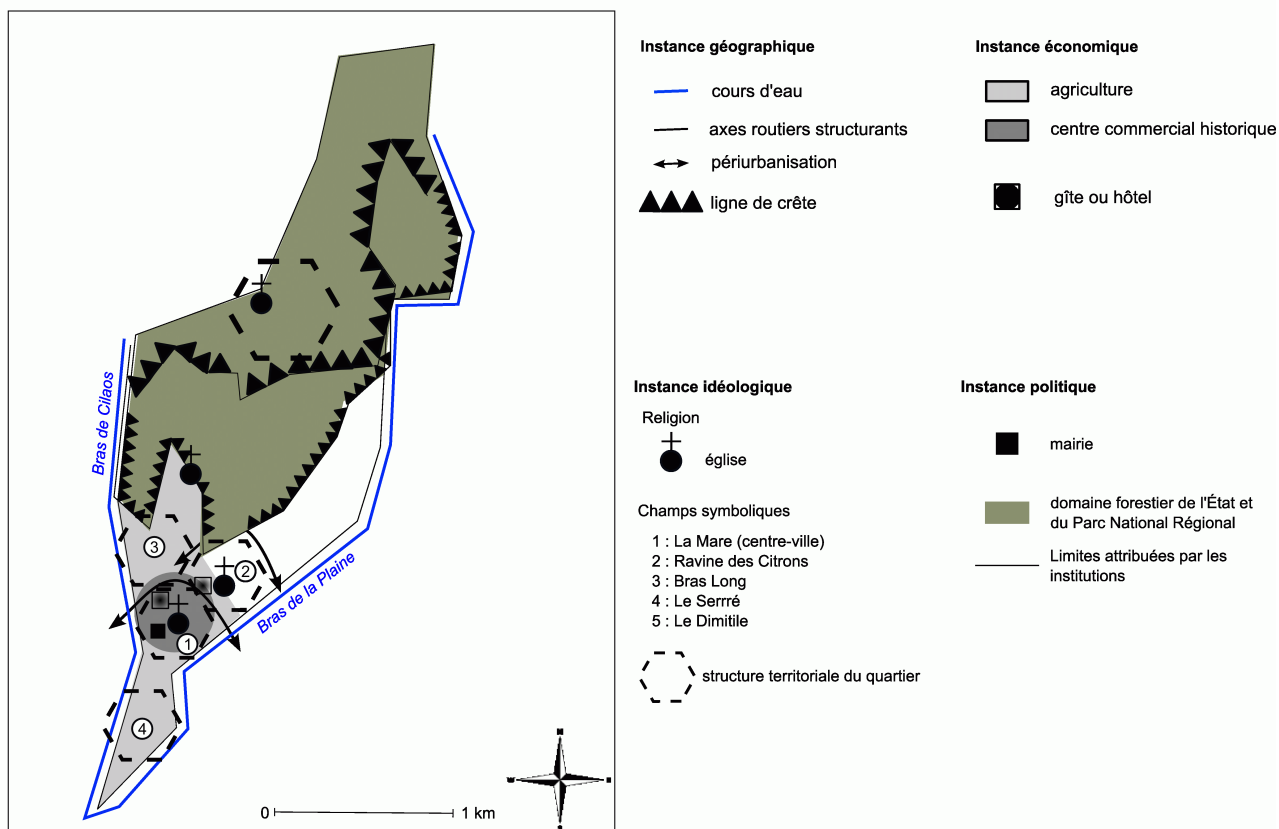 Bras de Cilaos
Bras de la Plaine
3
2
1
4
0
1 km
Instance géographique
cours d'eau
axes routiers structurants
périurbanisation
ligne de crête
Instance économique
agriculture
centre commercial historique
gîte ou hôtel
Instance idéologique
Religion
église
Champs symboliques
1 : La Mare (centre-ville)
2 : Ravine des Citrons
3 : Bras Long
4 : Le Serrré
5 : Le Dimitile
structure territoriale du quartier
Instance politique
mairie
domaine forestier de l'État et
du Parc National Régional
Limites attribuées par les
institutions